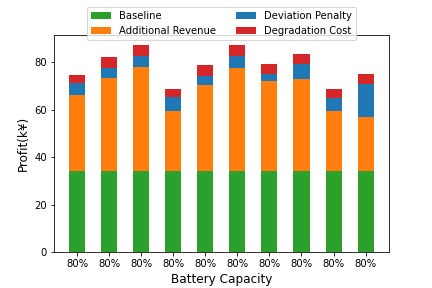 Baseline
Additional Revenue
Deviation Penalty
Degradation Cost
Profit(k¥)
80
60
40
20
0
80% 80% 80% 80% 80% 80% 80% 80% 80% 80%
Battery Capacity